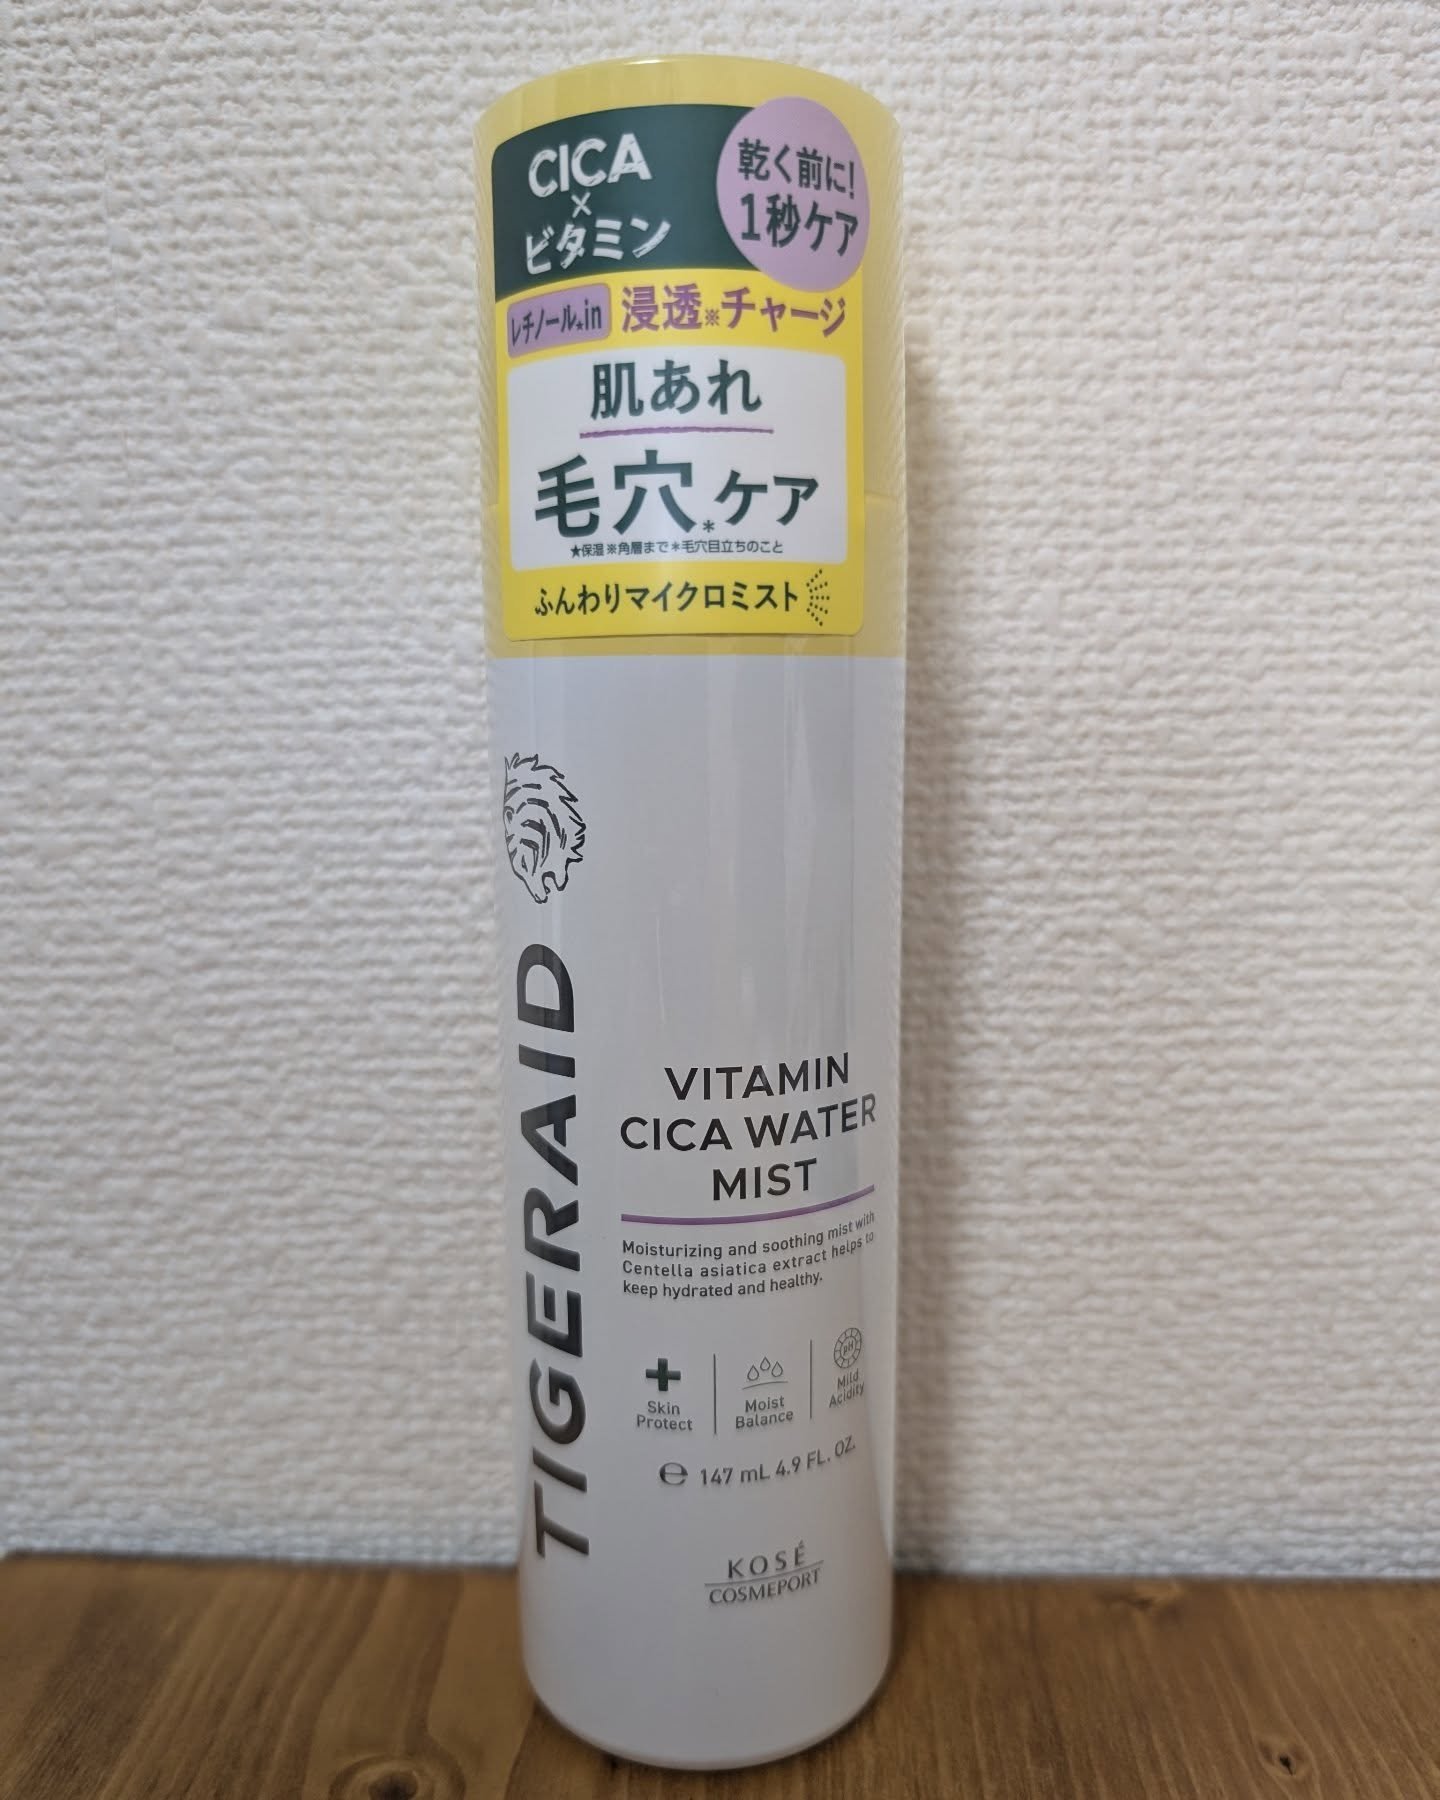 CICA
×
ビタミン
乾く前に!
1秒ケア
レチノール★in 浸透※チャージ
肌あれ
毛穴*ケア
★保湿※角層まで*毛穴目立ちのこと
ふんわりマイクロミスト
TIGERAID
VITAMIN
CICA WATER
MIST
Moisturizing and soothing mist with
Centella asiatica extract helps to
keep hydrated and healthy.
Skin
Protect
Moist
Balance
pH
Mild
Acidity
℮ 147 mL 4.9 FL. OZ.
KOSÉ
COSMEPORT